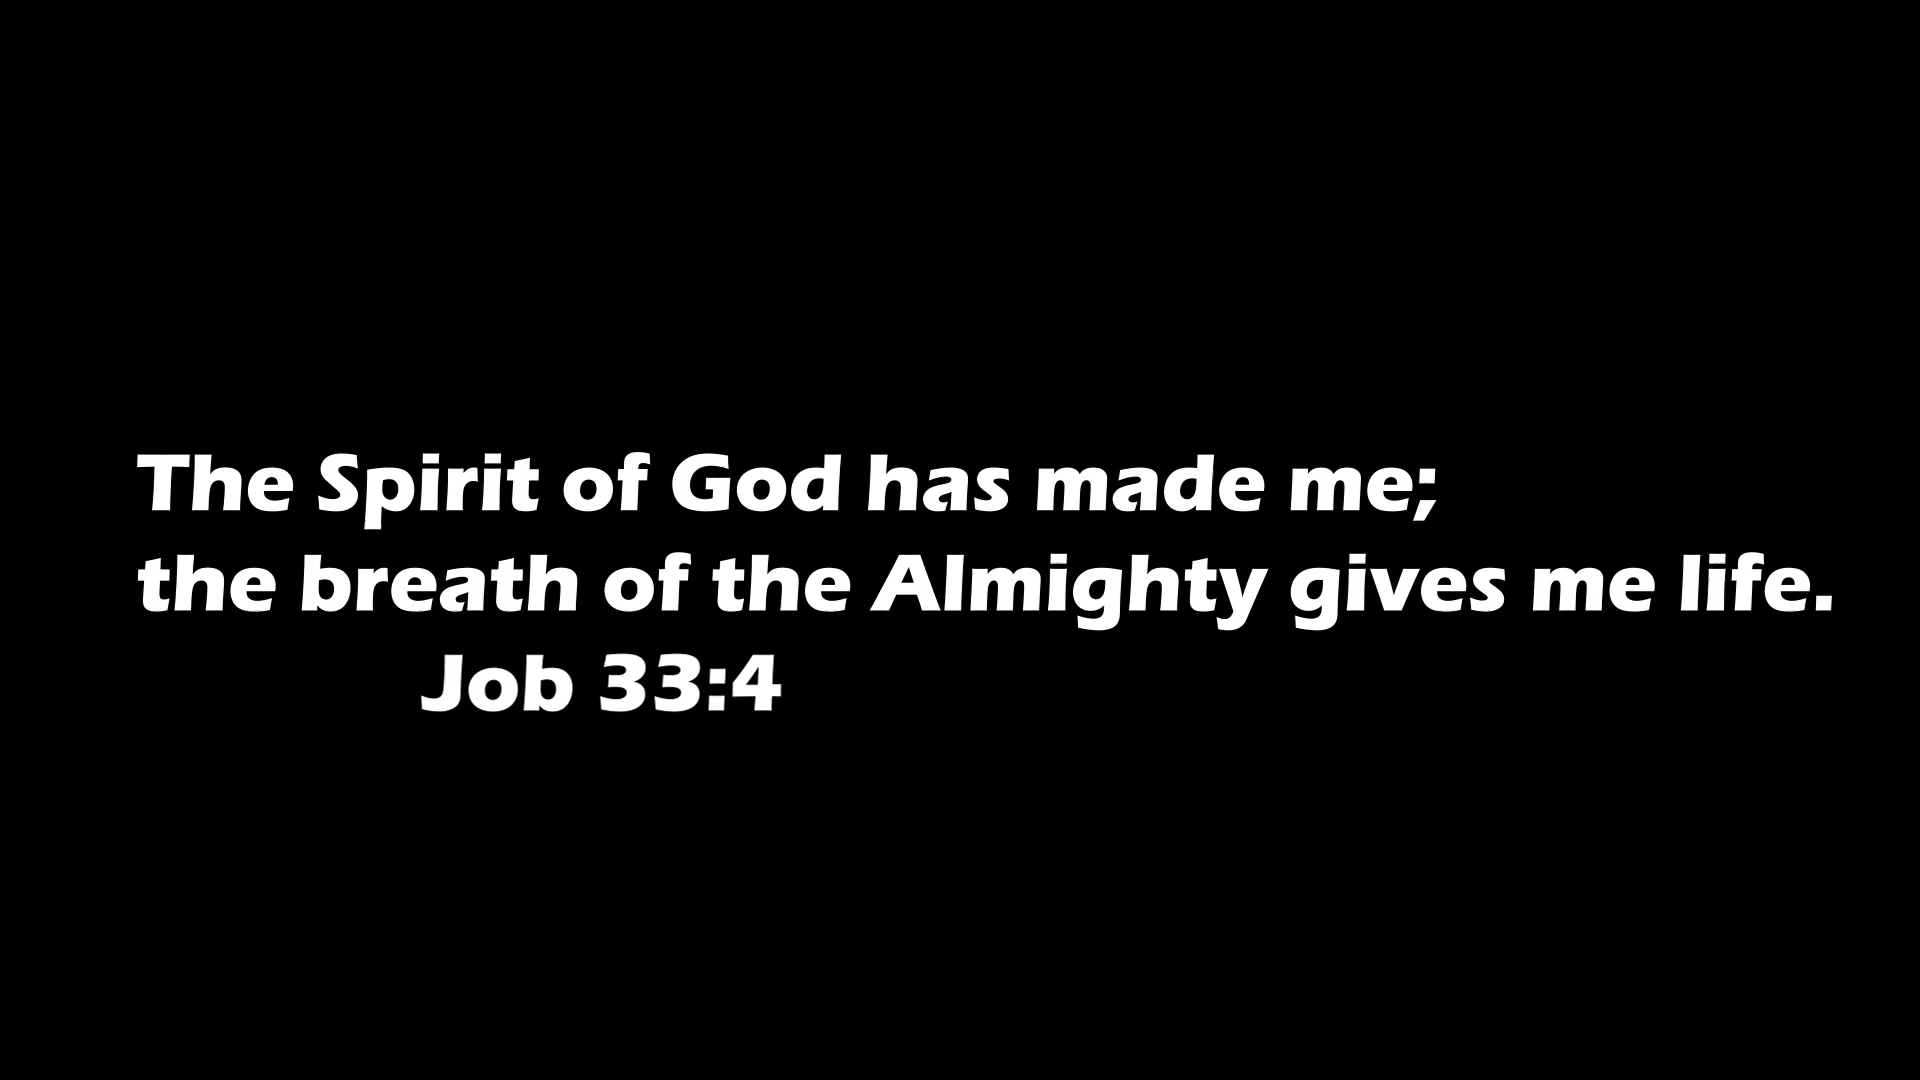 The Spirit of God has made me;
the breath of the Almighty gives me life.
Job 33:4